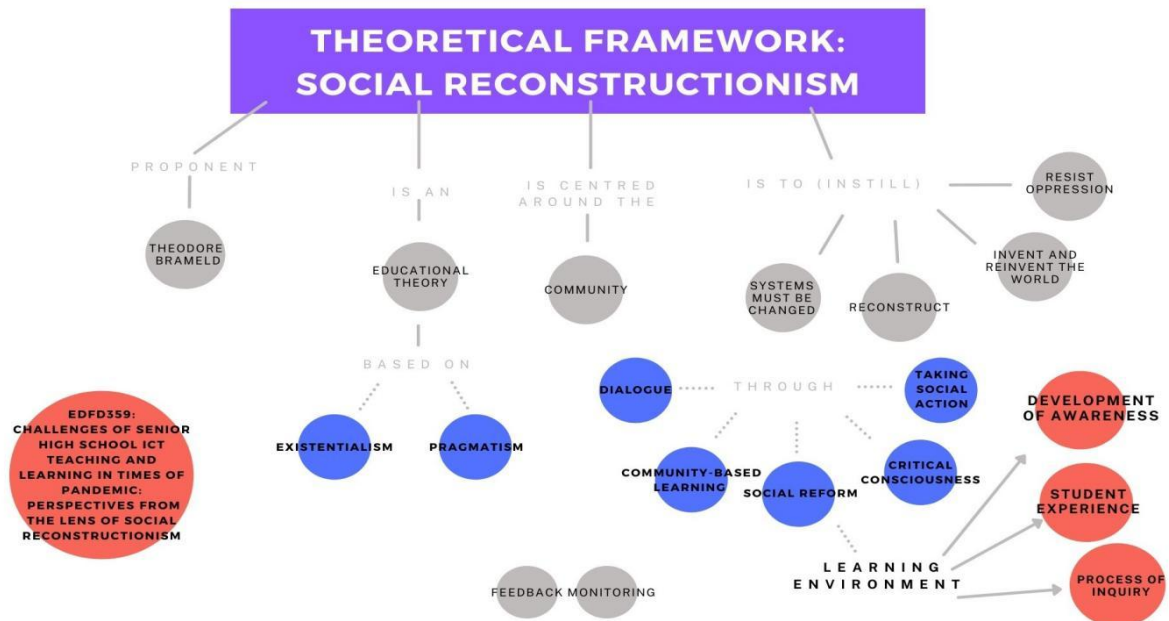 THEORETICAL FRAMEWORK:
SOCIAL RECONSTRUCTIONISM
PROPONENT
THEODORE
BRAMELD
IS AN
EDUCATIONAL
THEORY
BASED ON
EXISTENTIALISM
PRAGMATISM
IS CENTRED
AROUND THE
COMMUNITY
IS TO (INSTILL)
RESIST
OPPRESSION
INVENT AND
REINVENT THE
WORLD
RECONSTRUCT
SYSTEMS
MUST BE
CHANGED
THROUGH
DIALOGUE
COMMUNITY-BASED
LEARNING
SOCIAL REFORM
CRITICAL
CONSCIOUSNESS
TAKING
SOCIAL
ACTION
LEARNING
ENVIRONMENT
DEVELOPMENT
OF AWARENESS
STUDENT
EXPERIENCE
PROCESS OF
INQUIRY
EDFD359:
CHALLENGES OF SENIOR
HIGH SCHOOL ICT
TEACHING AND
LEARNING IN TIMES OF
PANDEMIC:
PERSPECTIVES FROM
THE LENS OF SOCIAL
RECONSTRUCTIONISM
FEEDBACK MONITORING